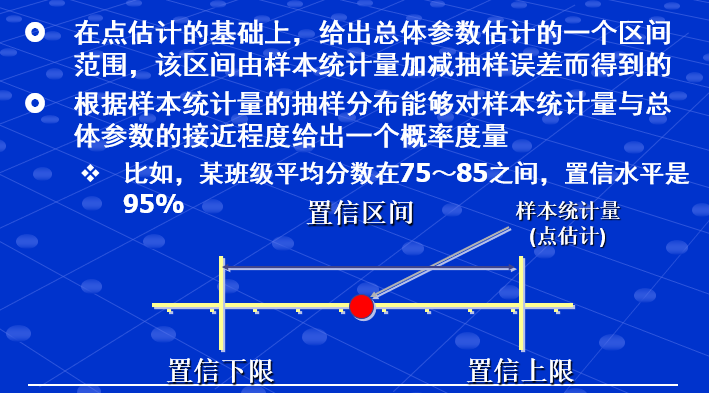 在点估计的基础上，给出总体参数估计的一个区间
范围，该区间由样本统计量加减抽样误差而得到的
根据样本统计量的抽样分布能够对样本统计量与总
体参数的接近程度给出一个概率度量
比如，某班级平均分数在75～85之间，置信水平是
95%
置信区间
样本统计量
(点估计)
置信下限
置信上限